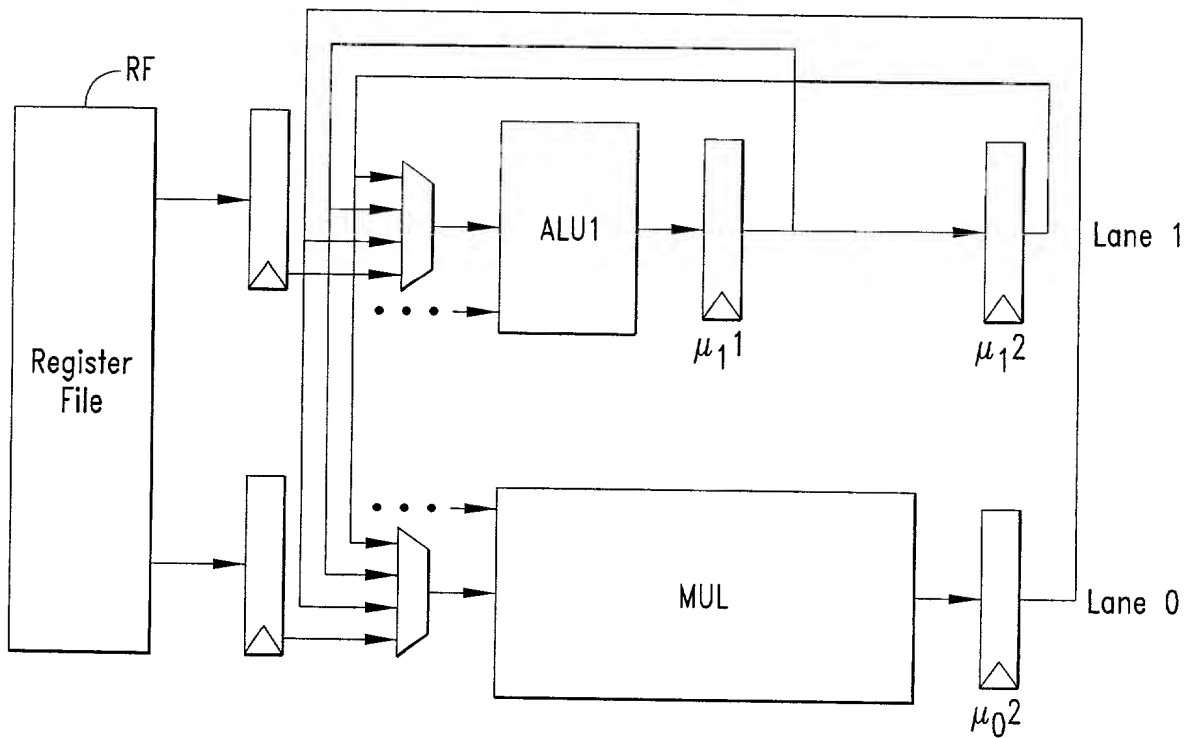 RF
Register
File
ALU1
μ₁1
μ₁2
Lane 1
MUL
μ₀2
Lane 0